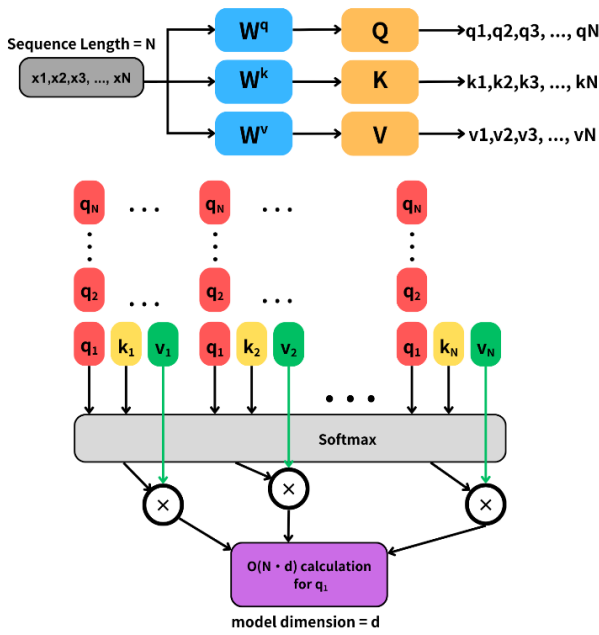 Sequence Length = N
x1,x2,x3, ..., xN
W^q Q q1,q2,q3, ..., qN
W^k K k1,k2,k3, ..., kN
W^v V v1,v2,v3, ..., vN
q_N ... q_N ... q_N
q_2 ... q_2 ... q_2
q_1 k_1 v_1 q_1 k_2 v_2 q_1 k_N v_N
...
Softmax
× × ×
O(N · d) calculation
for q_1
model dimension = d